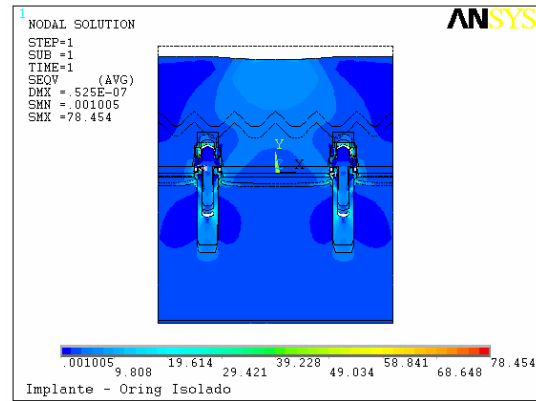 1
NODAL SOLUTION
ANSYS
STEP=1
SUB =1
TIME=1
SEQV (AVG)
DMX =.525E-07
SMN =.001005
SMX =78.454
Y
Z X
.001005 19.614 39.228 58.841 78.454
9.808 29.421 49.034 68.648
Implante - Oring Isolado